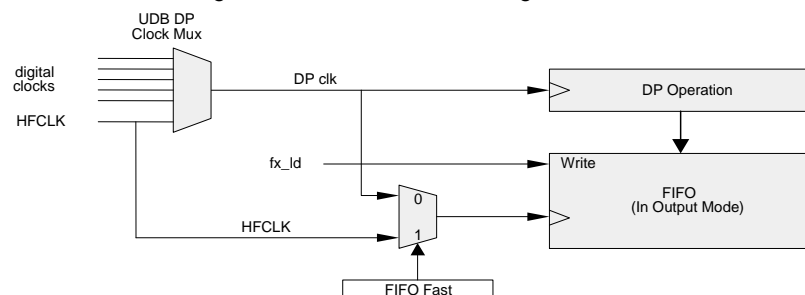 UDB DP
Clock Mux
digital
clocks
DP clk
DP Operation
HFCLK
fx_ld
Write
0
FIFO
(In Output Mode)
HFCLK
1
FIFO Fast